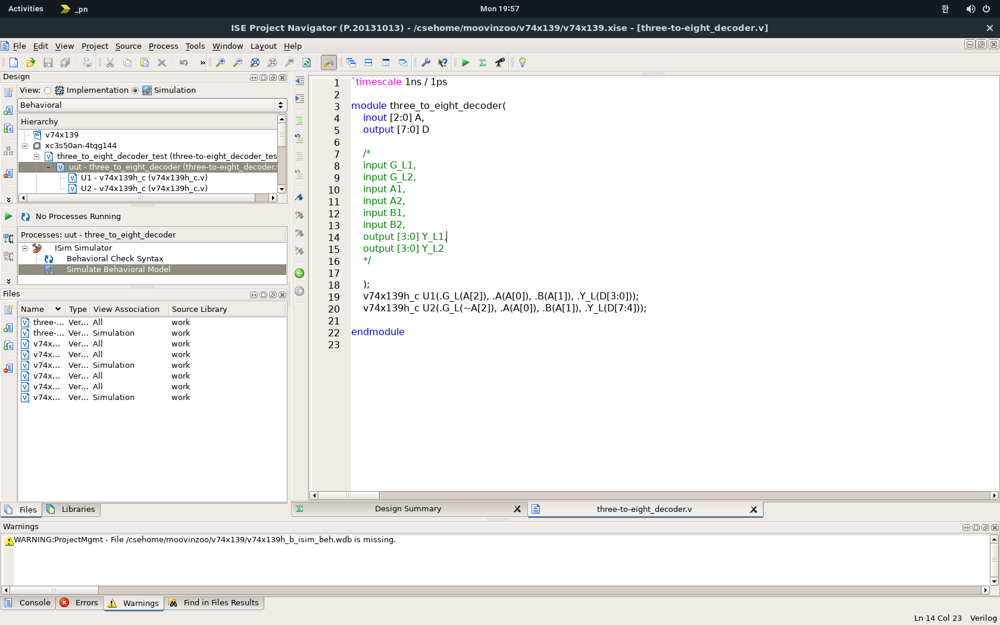 Activities
_pn
Mon 19:57
한
ISE Project Navigator (P.20131013) - /csehome/moovinzoo/v74x139/v74x139.xise - [three-to-eight_decoder.v]
File Edit View Project Source Process Tools Window Layout Help
»
Design
View: Implementation Simulation
Behavioral
Hierarchy
v74x139
xc3s50an-4tqg144
three_to_eight_decoder_test (three-to-eight_decoder_tes
uut - three_to_eight_decoder (three-to-eight_decoder.
U1 - v74x139h_c (v74x139h_c.v)
U2 - v74x139h_c (v74x139h_c.v)
No Processes Running
Processes: uut - three_to_eight_decoder
ISim Simulator
Behavioral Check Syntax
Simulate Behavioral Model
Files
Name Type View Association Source Library
three-... Ver... All work
three-... Ver... Simulation work
v74x... Ver... All work
v74x... Ver... All work
v74x... Ver... Simulation work
v74x... Ver... All work
v74x... Ver... All work
v74x... Ver... Simulation work
Files Libraries
1 `timescale 1ns / 1ps
2
3 module three_to_eight_decoder(
4 inout [2:0] A,
5 output [7:0] D
6
7 /*
8 input G_L1,
9 input G_L2,
10 input A1,
11 input A2,
12 input B1,
13 input B2,
14 output [3:0] Y_L1,
15 output [3:0] Y_L2
16 */
17
18 );
19 v74x139h_c U1(.G_L(A[2]), .A(A[0]), .B(A[1]), .Y_L(D[3:0]));
20 v74x139h_c U2(.G_L(~A[2]), .A(A[0]), .B(A[1]), .Y_L(D[7:4]));
21
22 endmodule
23
Design Summary
three-to-eight_decoder.v
Warnings
WARNING:ProjectMgmt - File /csehome/moovinzoo/v74x139/v74x139h_b_isim_beh.wdb is missing.
Console Errors Warnings Find in Files Results
Ln 14 Col 23 Verilog